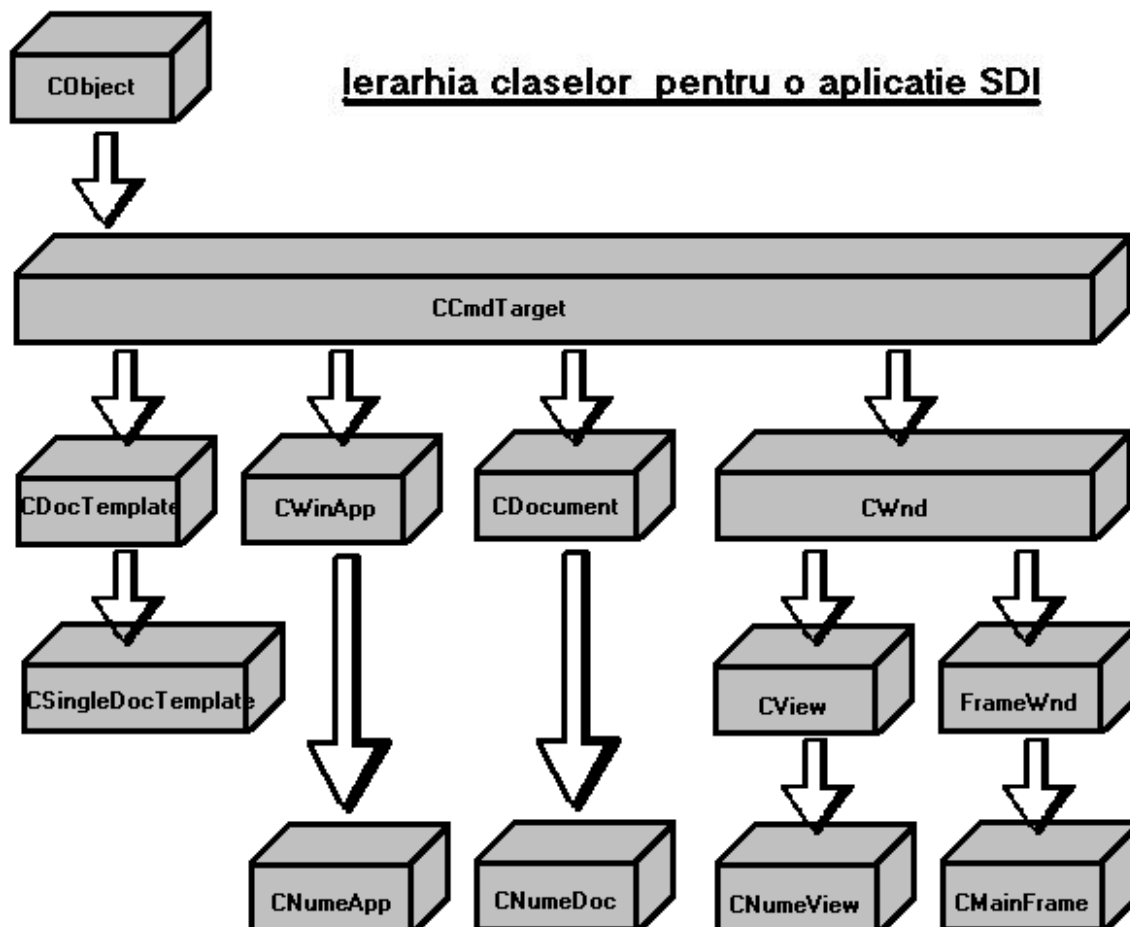 CObject
Ierarhia claselor pentru o aplicatie SDI
CCmdTarget
CDocTemplate
CWinApp
CDocument
CWnd
CSingleDocTemplate
CView
FrameWnd
CNumeApp
CNumeDoc
CNumeView
CMainFrame